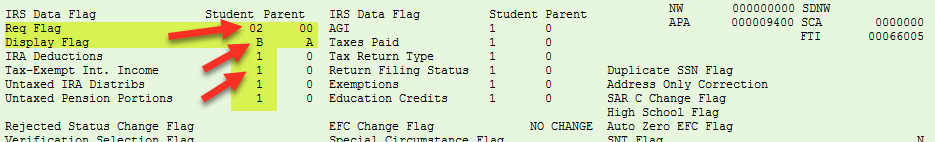 NW 000000000 SDNW
IRS Data Flag Student Parent IRS Data Flag Student Parent APA 000009400 SCA 0000000
Req Flag 02 00 AGI 1 0 FTI 00066005
Display Flag B A Taxes Paid 1 0
IRA Deductions 1 0 Tax Return Type 1 0
Tax-Exempt Int. Income 1 0 Return Filing Status 1 0 Duplicate SSN Flag
Untaxed IRA Distribs 1 0 Exemptions 1 0 Address Only Correction
Untaxed Pension Portions 1 0 Education Credits 1 0 SAR C Change Flag
High School Flag
Rejected Status Change Flag EFC Change Flag NO CHANGE Auto Zero EFC Flag
Verification Selection Flag Special Circumstance Flag SNT Flag N